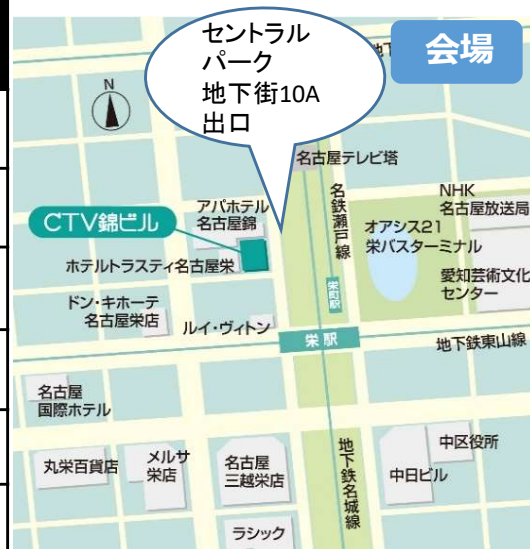 セントラル
パーク
地下街10A
出口
会場
地下
N
名古屋テレビ塔
アパホテル
名古屋錦
CTV錦ビル
名鉄瀬戸線
NHK
名古屋放送局
オアシス21
栄バスターミナル
ホテルトラスティ名古屋栄
愛知芸術文化
センター
栄町駅
ドン・キホーテ
名古屋栄店
ルイ・ヴィトン
栄駅
地下鉄東山線
名古屋
国際ホテル
丸栄百貨店
メルサ
栄店
名古屋
三越栄店
地下鉄名城線
中区役所
中日ビル
ラシック